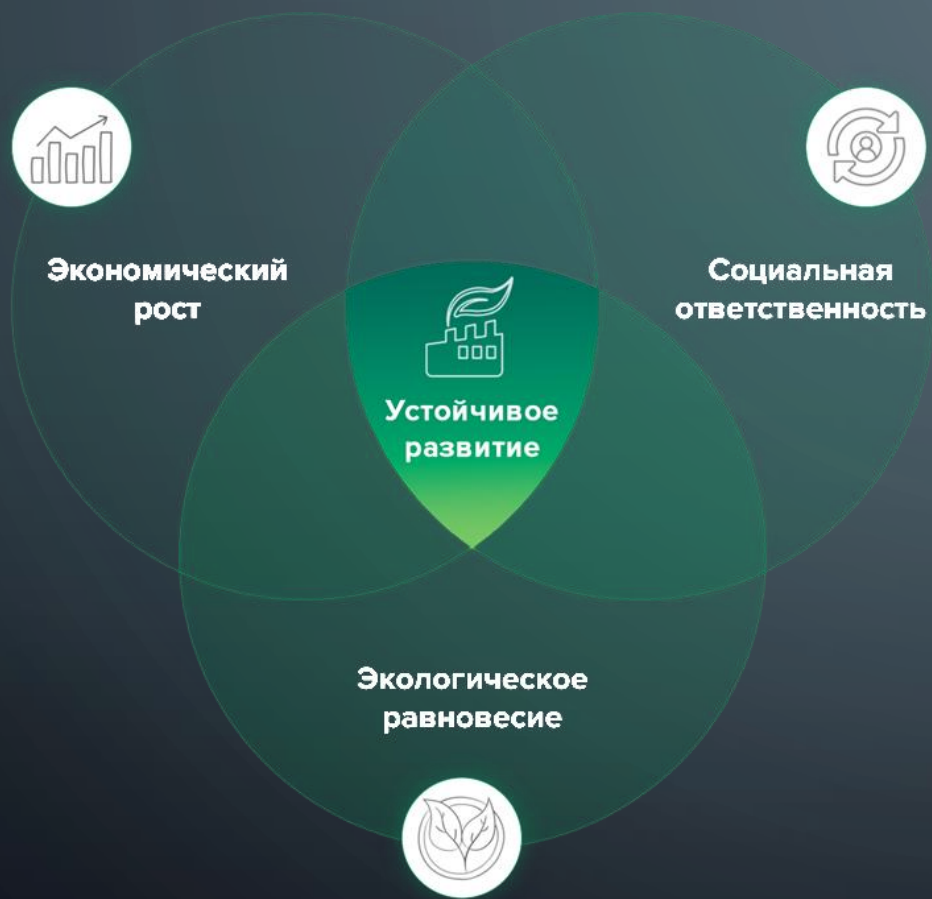 Экономический
рост
Социальная
ответственность
Устойчивое
развитие
Экологическое
равновесие